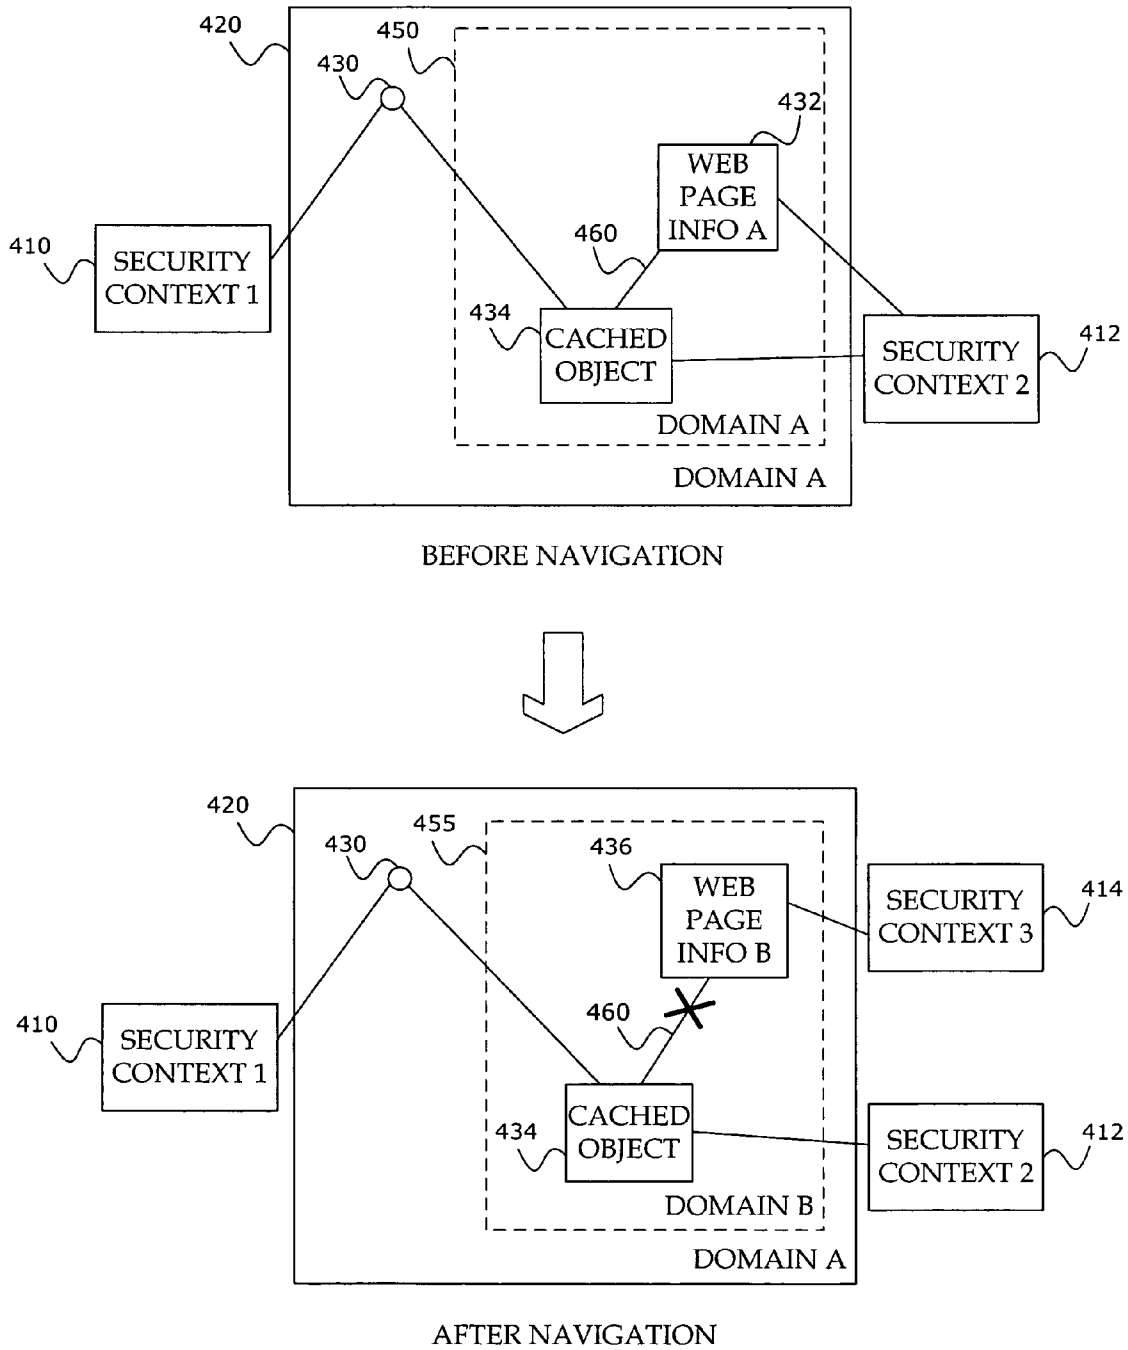 420
450
430
432
WEB
PAGE
INFO A
410
SECURITY
CONTEXT 1
460
434
CACHED
OBJECT
SECURITY
CONTEXT 2
412
DOMAIN A
DOMAIN A
BEFORE NAVIGATION
420
455
430
436
WEB
PAGE
INFO B
SECURITY
CONTEXT 3
414
410
SECURITY
CONTEXT 1
460
434
CACHED
OBJECT
SECURITY
CONTEXT 2
412
DOMAIN B
DOMAIN A
AFTER NAVIGATION